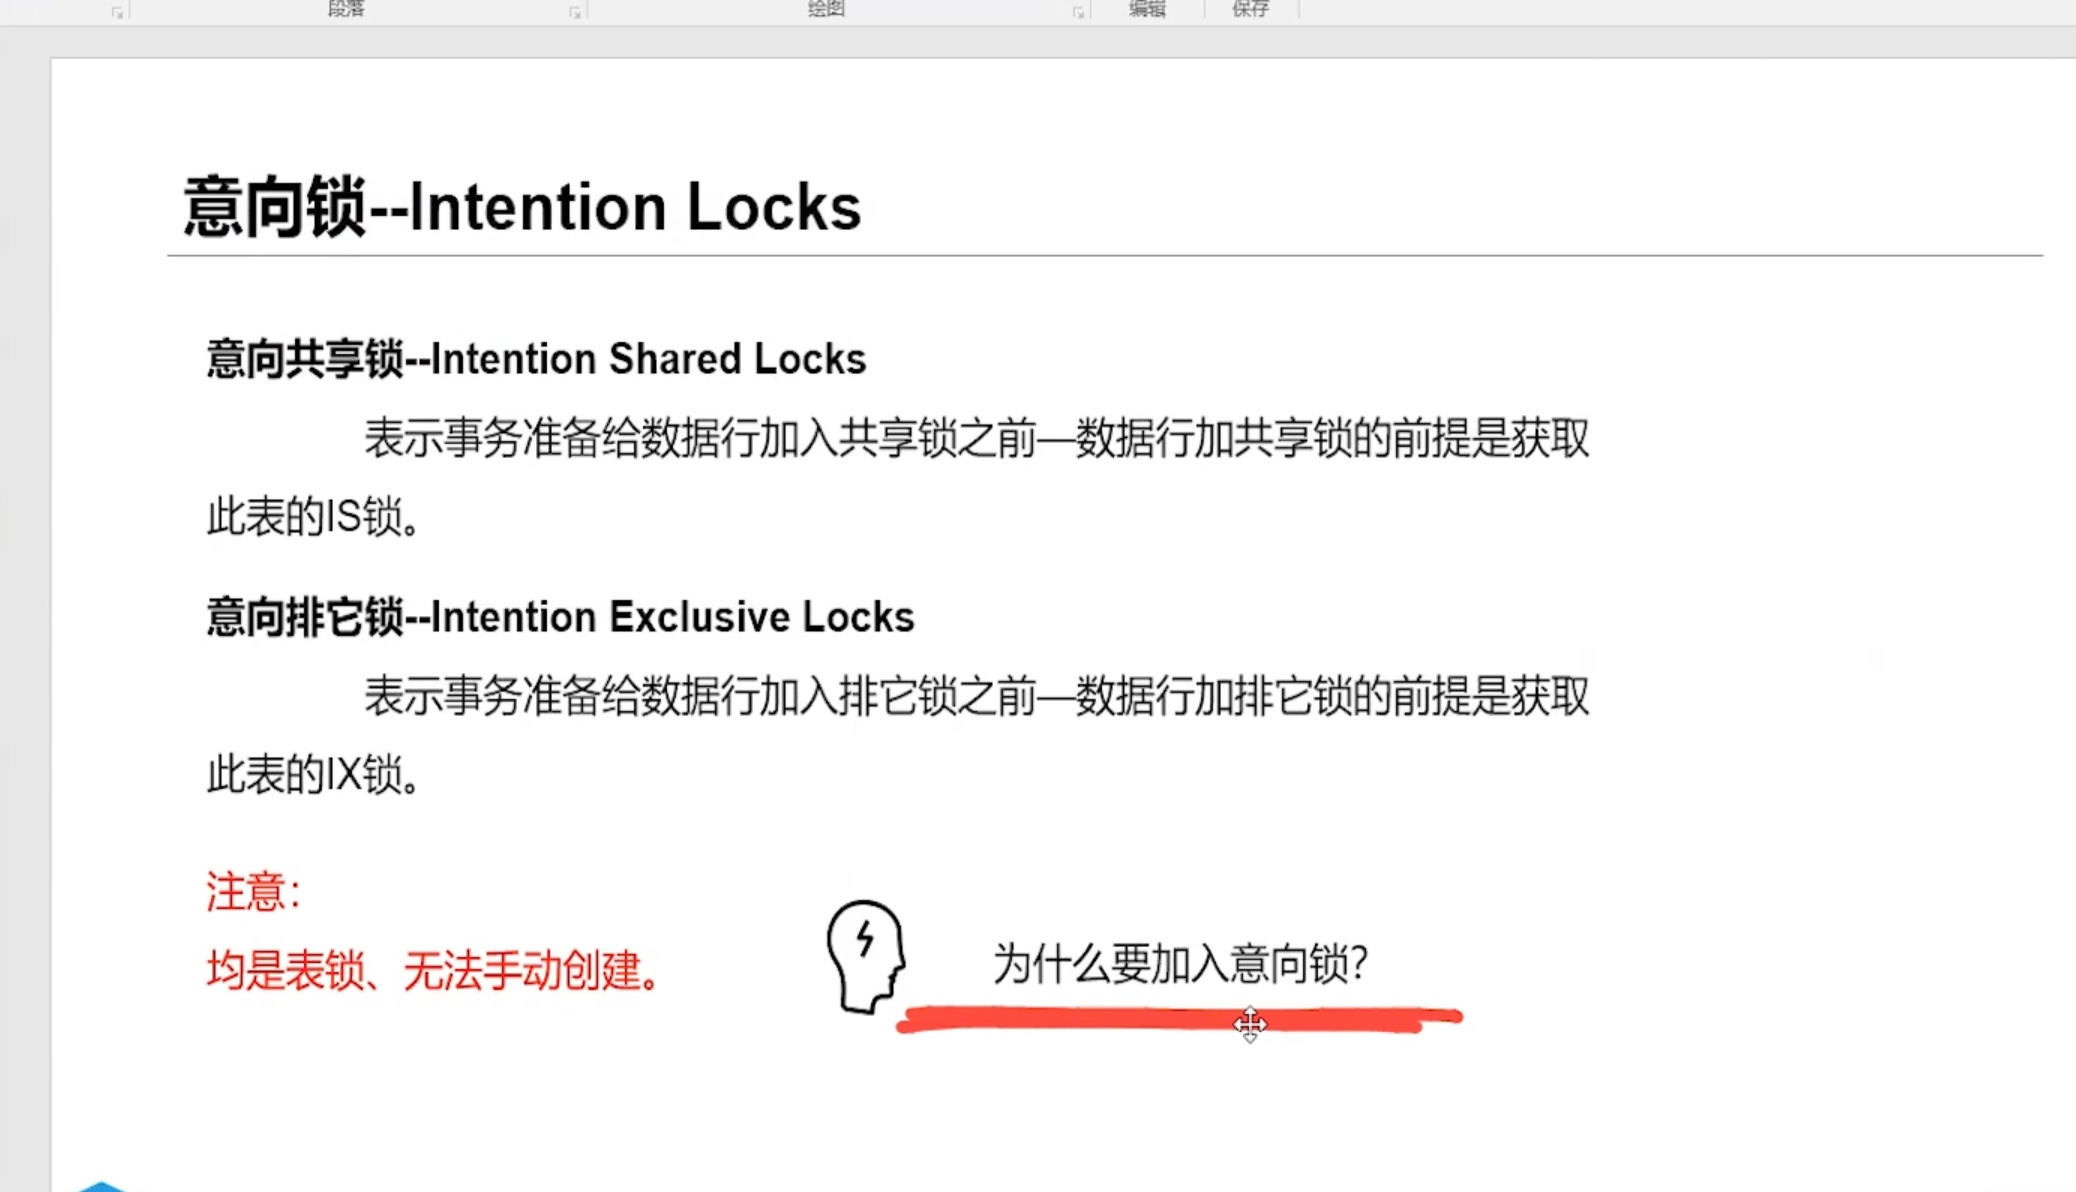 段落 绘图 编辑 保存
意向锁--Intention Locks
意向共享锁--Intention Shared Locks
表示事务准备给数据行加入共享锁之前—数据行加共享锁的前提是获取
此表的IS锁。
意向排它锁--Intention Exclusive Locks
表示事务准备给数据行加入排它锁之前—数据行加排它锁的前提是获取
此表的IX锁。
注意：
均是表锁、无法手动创建。
为什么要加入意向锁？